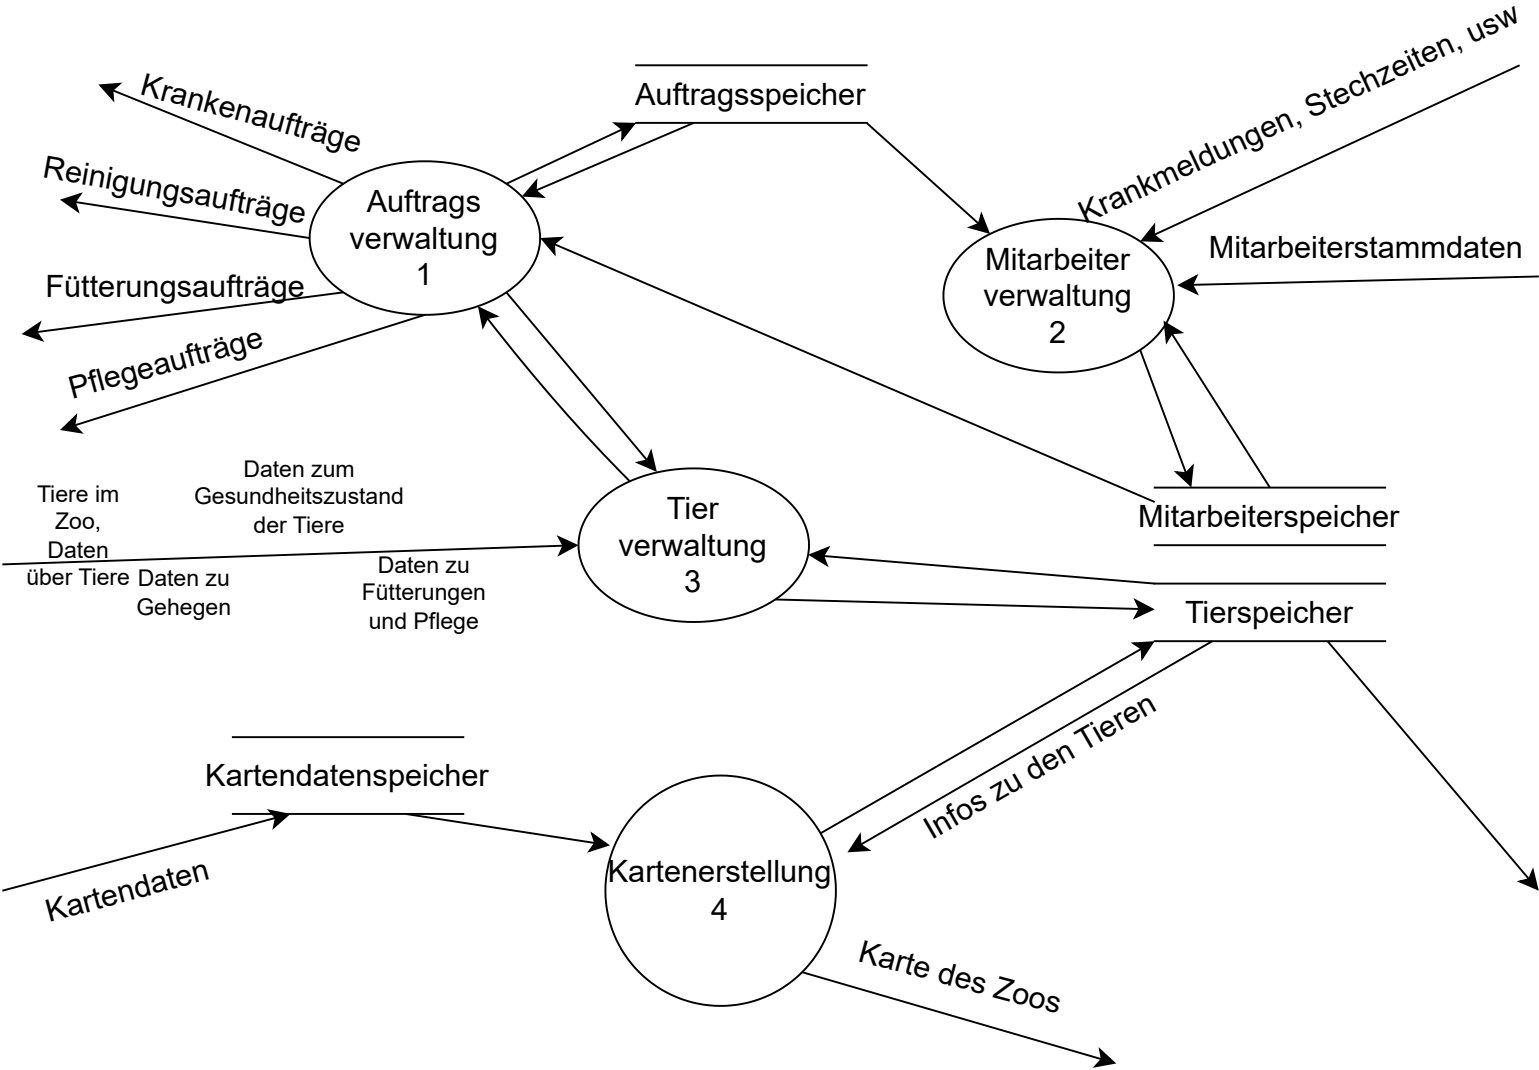 Krankmeldungen, Stechzeiten, usw
Krankenaufträge
Auftragsspeicher
Reinigungsaufträge
Auftrags
verwaltung
1
Mitarbeiterstammdaten
Mitarbeiter
verwaltung
2
Fütterungsaufträge
Pflegeaufträge
Daten zum
Gesundheitszustand
der Tiere
Tiere im
Zoo,
Daten
über Tiere
Daten zu
Gehegen
Daten zu
Fütterungen
und Pflege
Tier
verwaltung
3
Mitarbeiterspeicher
Tierspeicher
Infos zu den Tieren
Kartendatenspeicher
Kartendaten
Kartenerstellung
4
Karte des Zoos